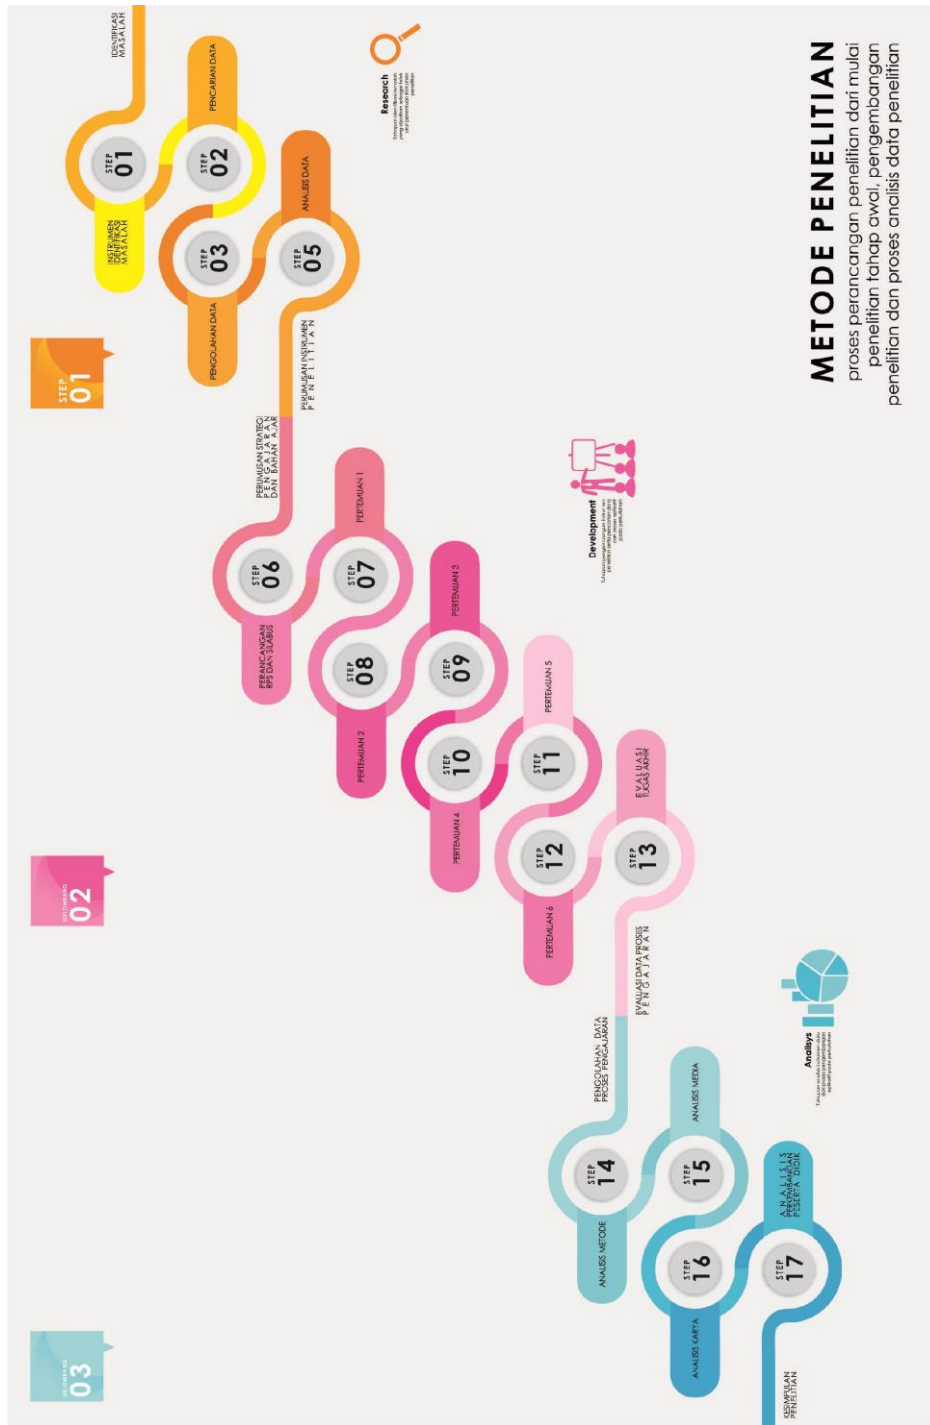 METODE PENELITIAN
proses perancangan penelitian dari mulai
penelitian tahap awal, pengembangan
penelitian dan proses analisis data penelitian
STEP
01
IDENTIFIKASI
MASALAH
STEP
01
INSTRUMEN
IDENTIFIKASI
MASALAH
PENCARIAN DATA
STEP
02
STEP
03
PENGOLAHAN DATA
ANALISIS DATA
STEP
05
PERUMUSAN INSTRUMEN
PENELITIAN
Research
GELOMBANG
02
PERUMUSAN STRATEGI
PENGAJARAN
DAN BAHAN AJAR
STEP
06
PERANCANGAN
RPS DAN SILABUS
PERTEMUAN 1
STEP
07
STEP
08
PERTEMUAN 2
PERTEMUAN 3
STEP
09
STEP
10
PERTEMUAN 4
PERTEMUAN 5
STEP
11
STEP
12
PERTEMUAN 6
EVALUASI
TUGAS AKHIR
STEP
13
EVALUASI DATA PROSES
PENGAJARAN
Development
GELOMBANG
03
PENGOLAHAN DATA
PROSES PENGAJARAN
STEP
14
ANALISIS METODE
ANALISIS MEDIA
STEP
15
STEP
16
ANALISIS KARYA
ANALISIS
PERKEMBANGAN
PESERTA DIDIK
STEP
17
KESIMPULAN
PENELITIAN
Analisys